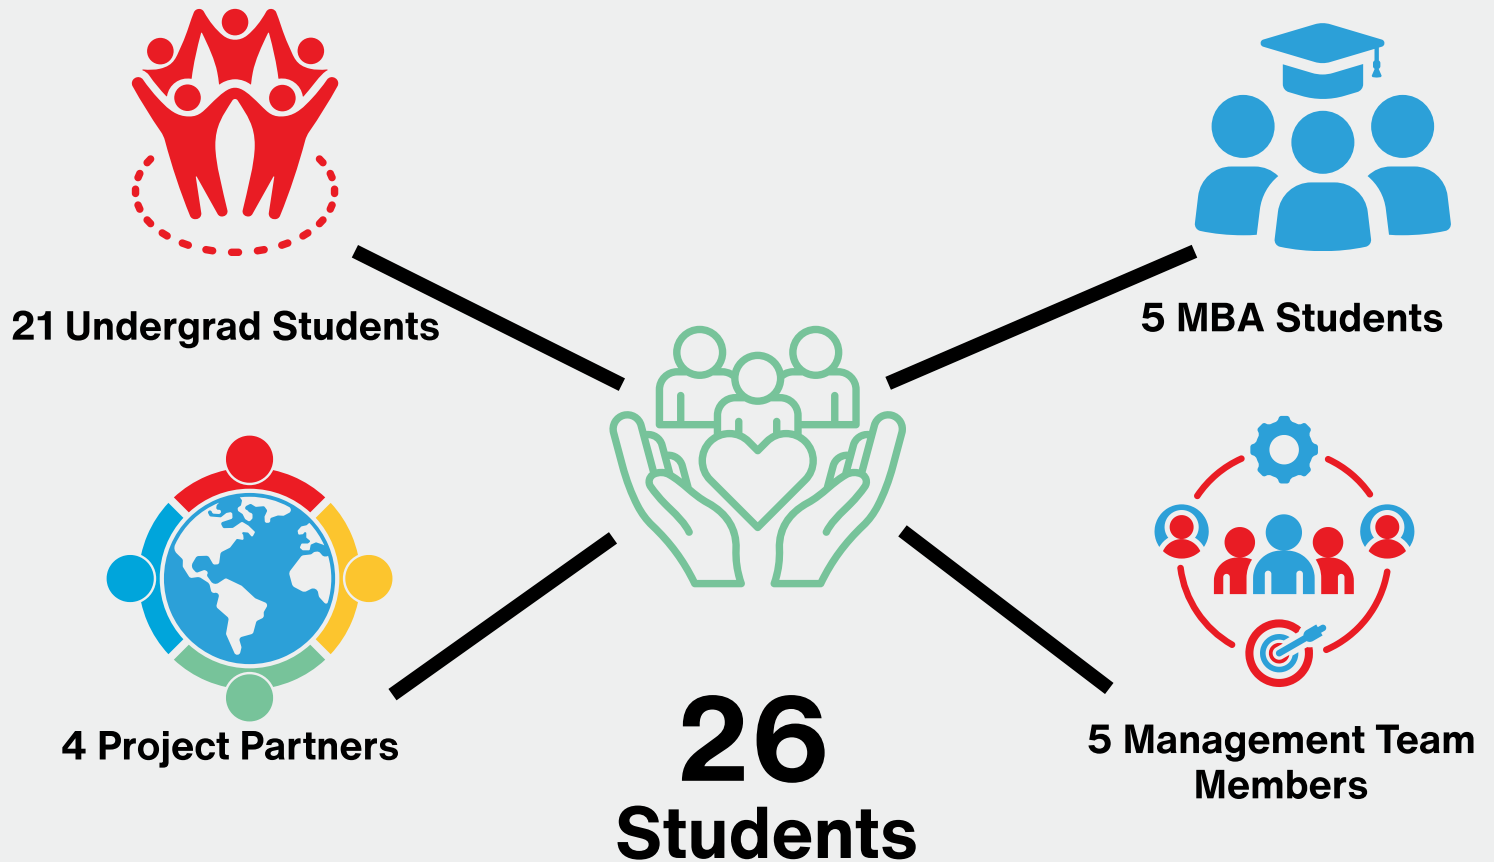 21 Undergrad Students
5 MBA Students
4 Project Partners
5 Management Team
Members
26
Students